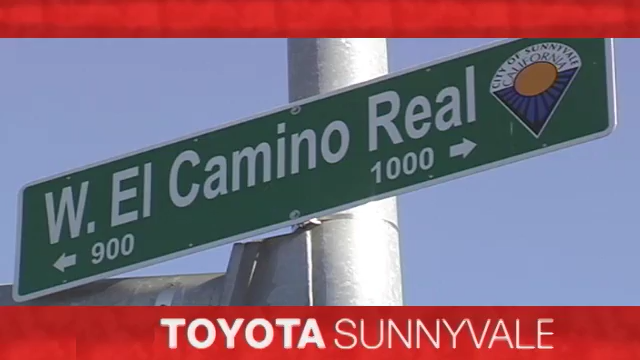 CITY OF SUNNYVALE
CALIFORNIA
W. El Camino Real
900
1000
TOYOTA SUNNYVALE